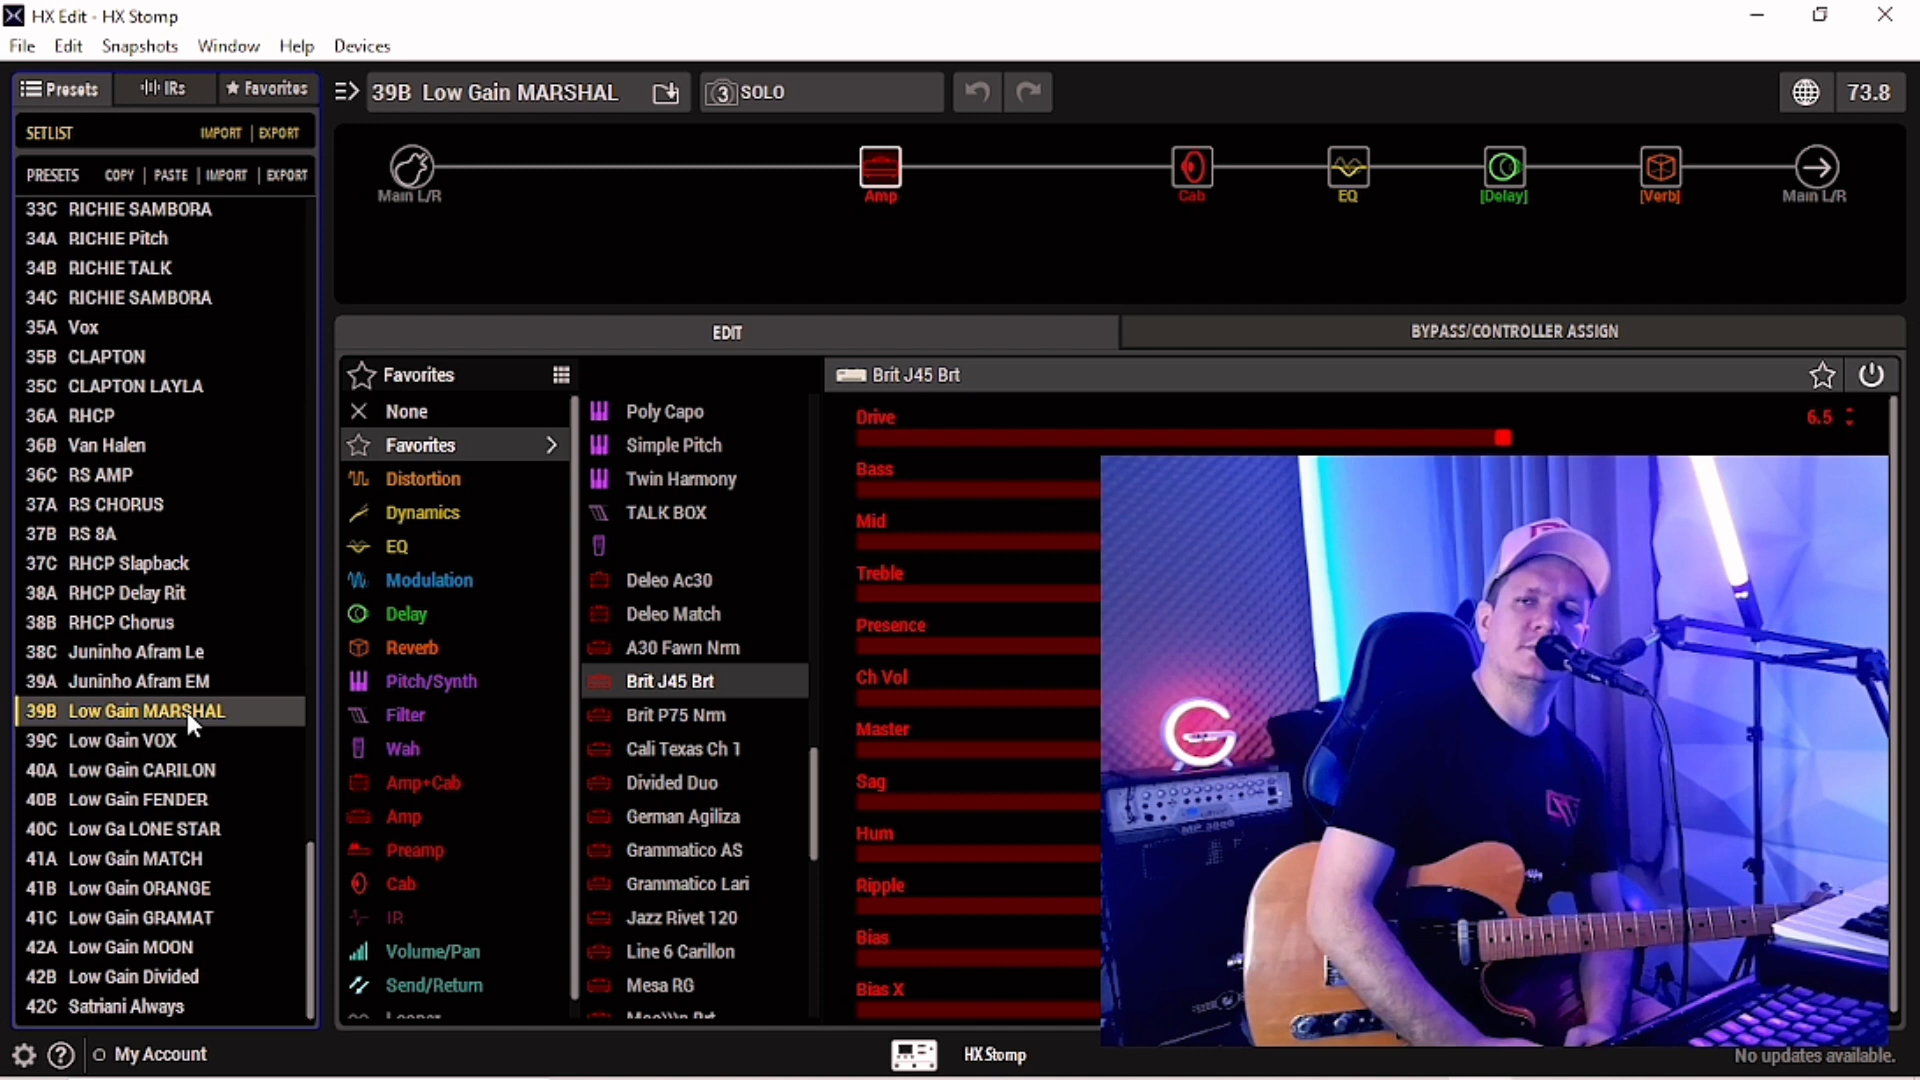 HX Edit - HX Stomp
File Edit Snapshots Window Help Devices
Presets IRs Favorites
39B Low Gain MARSHAL
3 SOLO
73.8
SETLIST IMPORT | EXPORT
PRESETS COPY | PASTE | IMPORT | EXPORT
33C RICHIE SAMBORA
34A RICHIE Pitch
34B RICHIE TALK
34C RICHIE SAMBORA
35A Vox
35B CLAPTON
35C CLAPTON LAYLA
36A RHCP
36B Van Halen
36C RS AMP
37A RS CHORUS
37B RS 8A
37C RHCP Slapback
38A RHCP Delay Rit
38B RHCP Chorus
38C Juninho Afram Le
39A Juninho Afram EM
39B Low Gain MARSHAL
39C Low Gain VOX
40A Low Gain CARILON
40B Low Gain FENDER
40C Low Ga LONE STAR
41A Low Gain MATCH
41B Low Gain ORANGE
41C Low Gain GRAMAT
42A Low Gain MOON
42B Low Gain Divided
42C Satriani Always
Main L/R
Amp
Cab
EQ
[Delay]
[Verb]
Main L/R
EDIT
BYPASS/CONTROLLER ASSIGN
Favorites
None
Favorites
Distortion
Dynamics
EQ
Modulation
Delay
Reverb
Pitch/Synth
Filter
Wah
Amp+Cab
Amp
Preamp
Cab
IR
Volume/Pan
Send/Return
Looper
Poly Capo
Simple Pitch
Twin Harmony
TALK BOX
Deleo Ac30
Deleo Match
A30 Fawn Nrm
Brit J45 Brt
Brit P75 Nrm
Cali Texas Ch 1
Divided Duo
German Agiliza
Grammatico AS
Grammatico Lari
Jazz Rivet 120
Line 6 Carillon
Mesa RG
Moo)))n Brt
Brit J45 Brt
Drive 6.5
Bass
Mid
Treble
Presence
Ch Vol
Master
Sag
Hum
Ripple
Bias
Bias X
MP 3000
My Account
HX Stomp
No updates available.